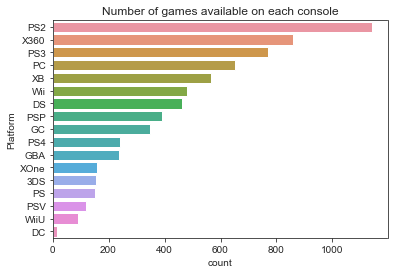 Number of games available on each console
Platform
PS2
X360
PS3
PC
XB
Wii
DS
PSP
GC
PS4
GBA
XOne
3DS
PS
PSV
WiiU
DC
0 200 400 600 800 1000
count